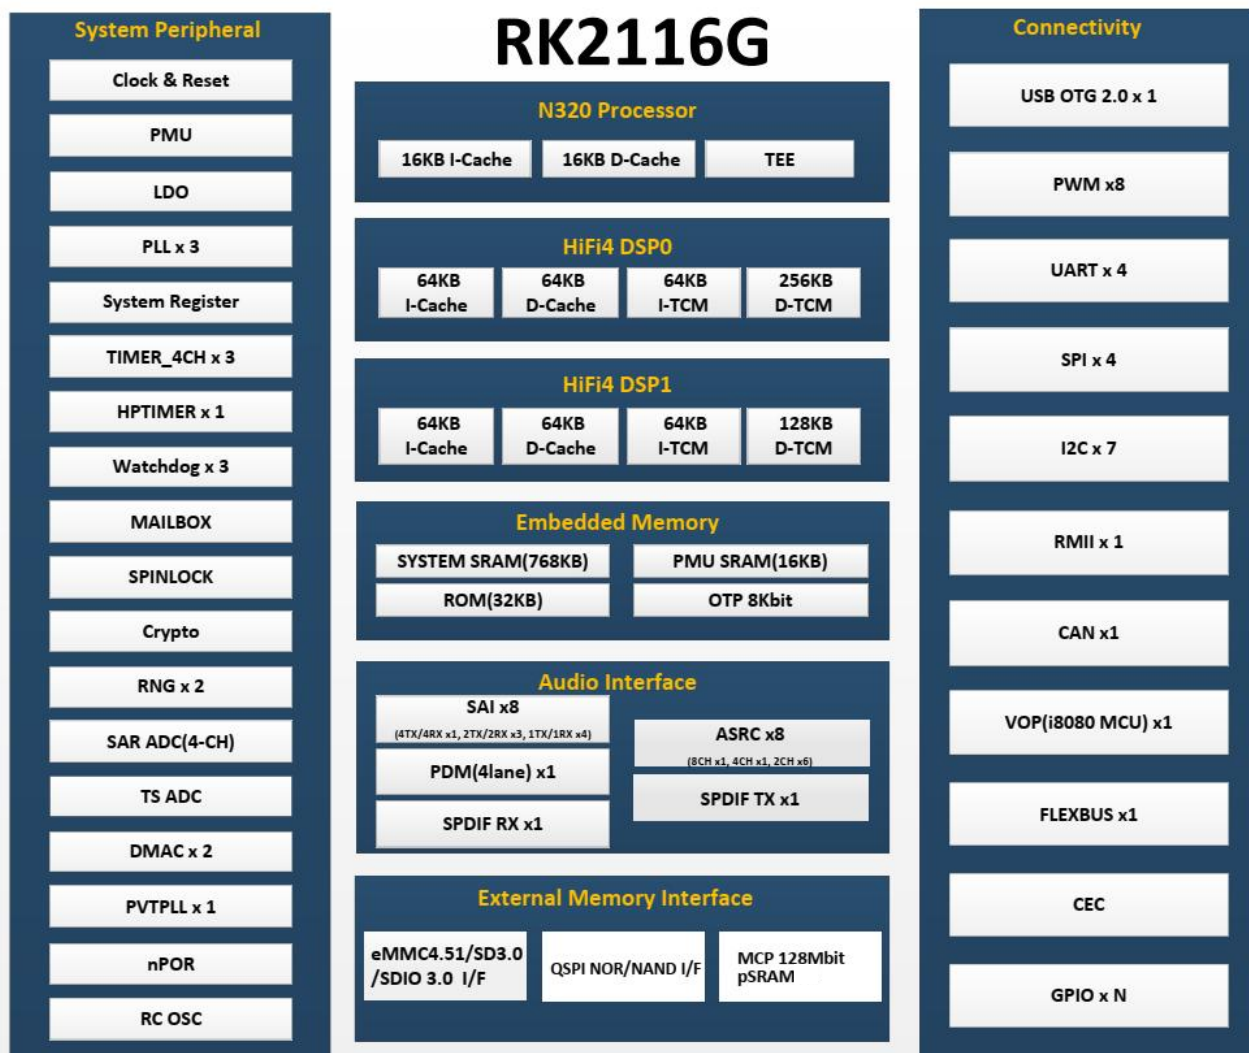 System Peripheral
Clock & Reset
PMU
LDO
PLL x 3
System Register
TIMER_4CH x 3
HPTIMER x 1
Watchdog x 3
MAILBOX
SPINLOCK
Crypto
RNG x 2
SAR ADC(4-CH)
TS ADC
DMAC x 2
PVTPLL x 1
nPOR
RC OSC
RK2116G
N320 Processor
16KB I-Cache
16KB D-Cache
TEE
HiFi4 DSP0
64KB
I-Cache
64KB
D-Cache
64KB
I-TCM
256KB
D-TCM
HiFi4 DSP1
64KB
I-Cache
64KB
D-Cache
64KB
I-TCM
128KB
D-TCM
Embedded Memory
SYSTEM SRAM(768KB)
PMU SRAM(16KB)
ROM(32KB)
OTP 8Kbit
Audio Interface
SAI x8
(4TX/4RX x1, 2TX/2RX x3, 1TX/1RX x4)
PDM(4lane) x1
SPDIF RX x1
ASRC x8
(8CH x1, 4CH x1, 2CH x6)
SPDIF TX x1
External Memory Interface
eMMC4.51/SD3.0
/SDIO 3.0 I/F
QSPI NOR/NAND I/F
MCP 128Mbit
pSRAM
Connectivity
USB OTG 2.0 x 1
PWM x8
UART x 4
SPI x 4
I2C x 7
RMII x 1
CAN x1
VOP(i8080 MCU) x1
FLEXBUS x1
CEC
GPIO x N